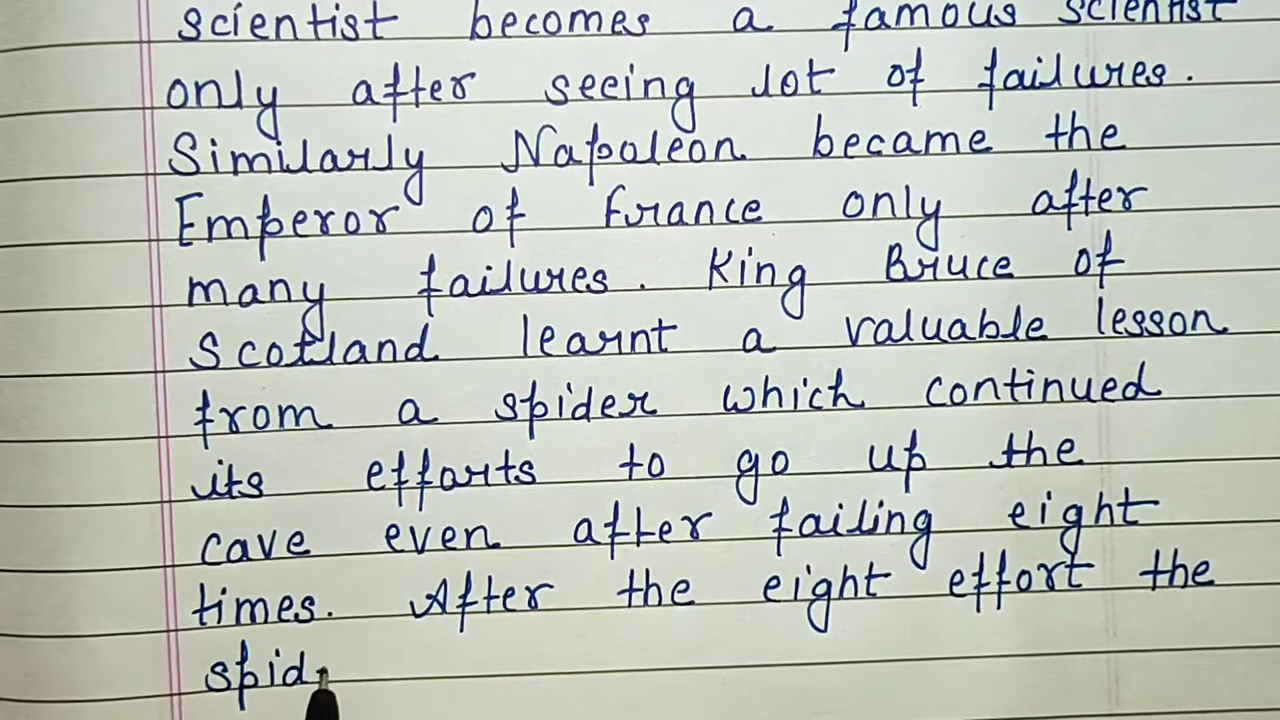 scientist becomes a famous scientist
only after seeing lot of failures.
Similarly Napoleon became the
Emperor of france only after
many failures. King Bruce of
Scotland learnt a valuable lesson
from a spider which continued
its efforts to go up the
cave even after failing eight
times. After the eight effort the
spid